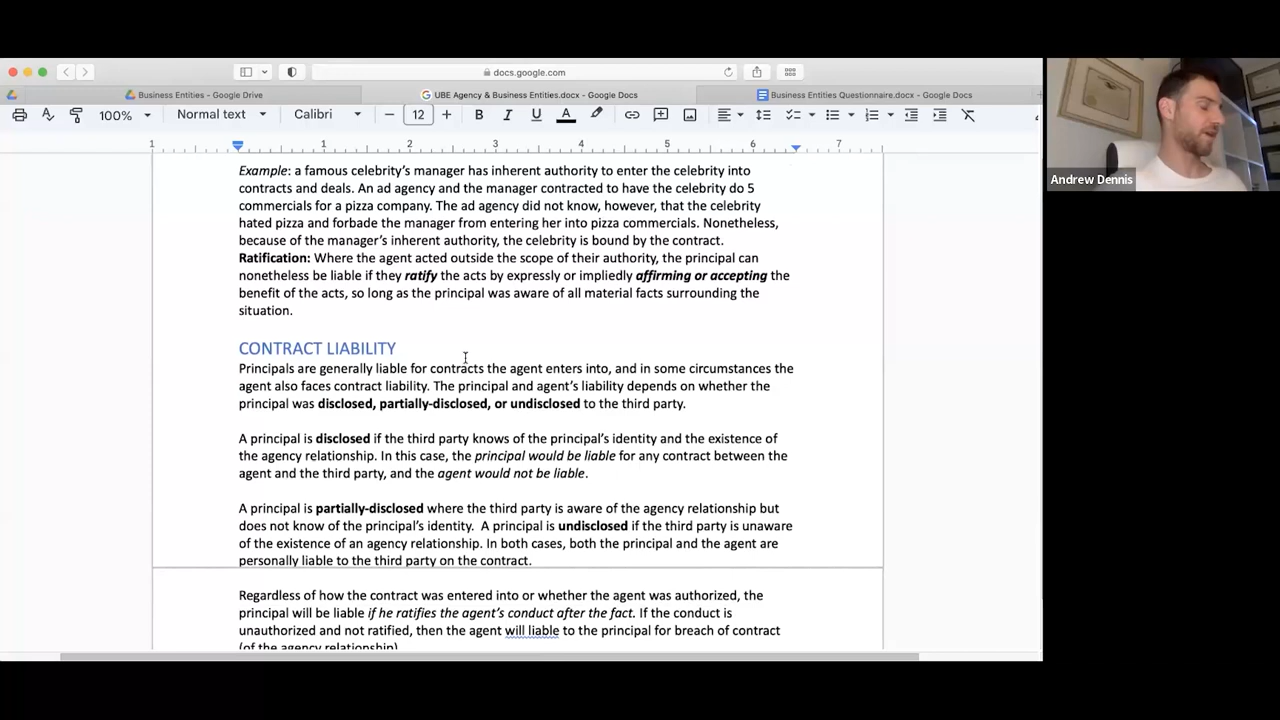 docs.google.com
Business Entities - Google Drive
UBE Agency & Business Entities.docx - Google Docs
Business Entities Questionnaire.docx - Google Docs
100% Normal text Calibri − 12 + B I U A
1 1 2 3 4 5 6 7
Example: a famous celebrity's manager has inherent authority to enter the celebrity into
contracts and deals. An ad agency and the manager contracted to have the celebrity do 5
commercials for a pizza company. The ad agency did not know, however, that the celebrity
hated pizza and forbade the manager from entering her into pizza commercials. Nonetheless,
because of the manager's inherent authority, the celebrity is bound by the contract.
Ratification: Where the agent acted outside the scope of their authority, the principal can
nonetheless be liable if they ratify the acts by expressly or impliedly affirming or accepting the
benefit of the acts, so long as the principal was aware of all material facts surrounding the
situation.
CONTRACT LIABILITY
Principals are generally liable for contracts the agent enters into, and in some circumstances the
agent also faces contract liability. The principal and agent's liability depends on whether the
principal was disclosed, partially-disclosed, or undisclosed to the third party.
A principal is disclosed if the third party knows of the principal's identity and the existence of
the agency relationship. In this case, the principal would be liable for any contract between the
agent and the third party, and the agent would not be liable.
A principal is partially-disclosed where the third party is aware of the agency relationship but
does not know of the principal's identity.  A principal is undisclosed if the third party is unaware
of the existence of an agency relationship. In both cases, both the principal and the agent are
personally liable to the third party on the contract.
Regardless of how the contract was entered into or whether the agent was authorized, the
principal will be liable if he ratifies the agent's conduct after the fact. If the conduct is
unauthorized and not ratified, then the agent will liable to the principal for breach of contract
(of the agency relationship)
Andrew Dennis